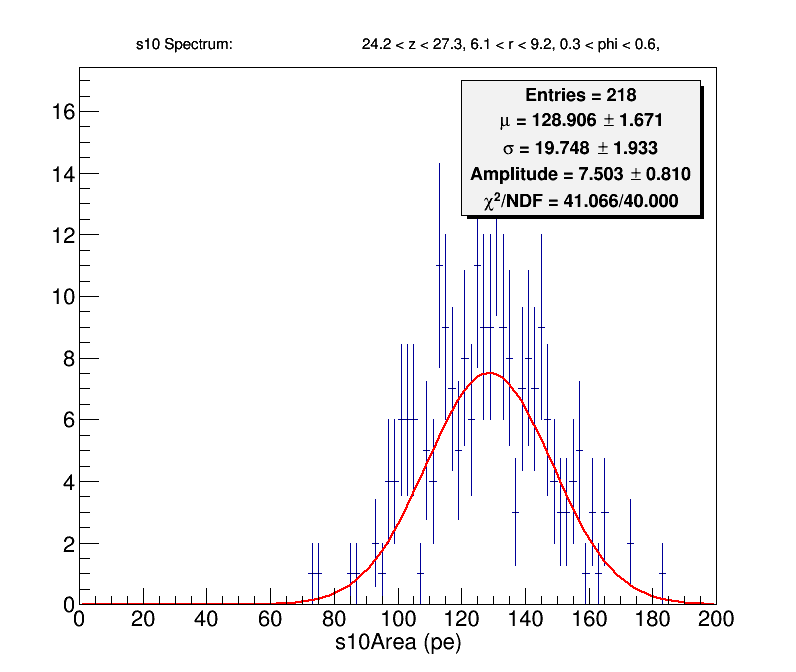 s10 Spectrum: 24.2 < z < 27.3, 6.1 < r < 9.2, 0.3 < phi < 0.6,
Entries = 218
μ = 128.906 ± 1.671
σ = 19.748 ± 1.933
Amplitude = 7.503 ± 0.810
χ²/NDF = 41.066/40.000
16
14
12
10
8
6
4
2
0
0 20 40 60 80 100 120 140 160 180 200
s10Area (pe)